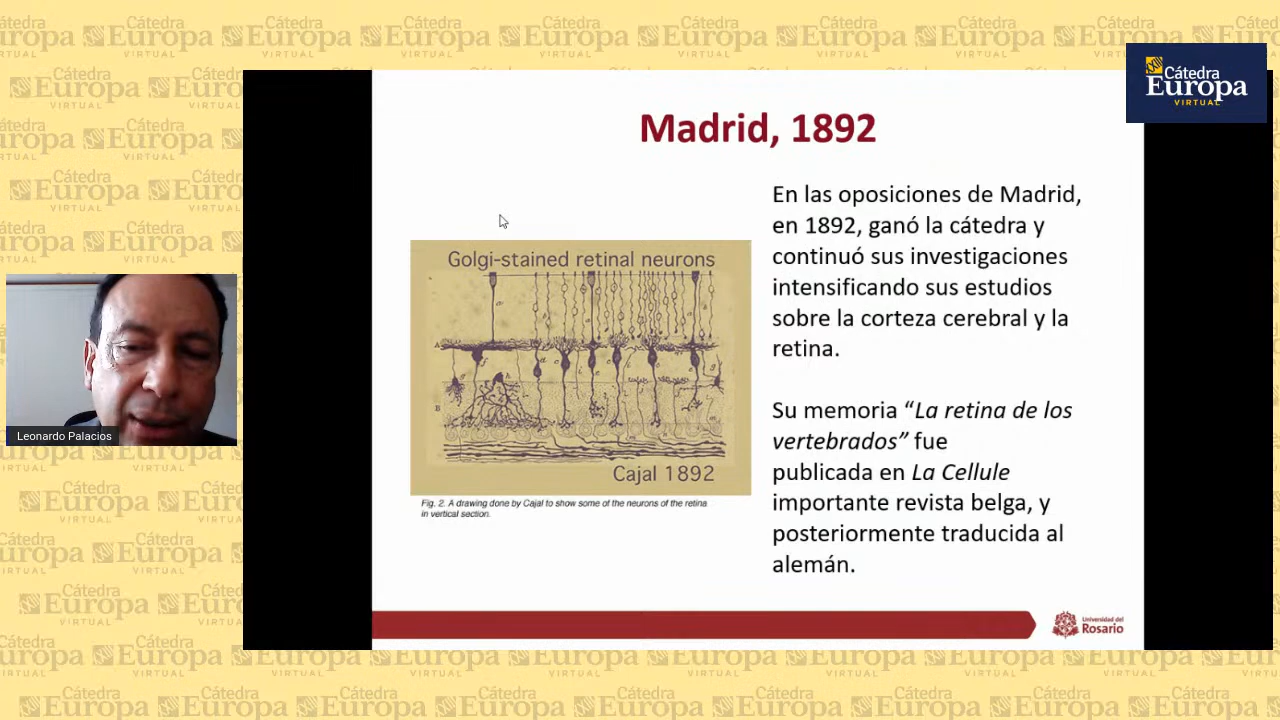 Cátedra
Europa
VIRTUAL
Madrid, 1892
En las oposiciones de Madrid,
en 1892, ganó la cátedra y
continuó sus investigaciones
intensificando sus estudios
sobre la corteza cerebral y la
retina.
Su memoria “La retina de los
vertebrados” fue
publicada en La Cellule
importante revista belga, y
posteriormente traducida al
alemán.
Golgi-stained retinal neurons
A
B
Cajal 1892
Fig. 2. A drawing done by Cajal to show some of the neurons of the retina
in vertical section.
Leonardo Palacios
Universidad del
Rosario